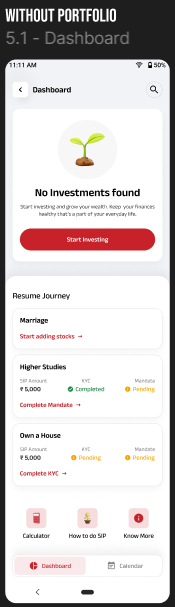 WITHOUT PORTFOLIO
5.1 - Dashboard
11:11 AM 50%
Dashboard
No Investments found
Start investing and grow your wealth. Keep your finances
healthy that's a part of your everyday life.
Start Investing
Resume Journey
Marriage
Start adding stocks →
Higher Studies
SIP Amount KYC Mandate
₹ 5,000 Completed Pending
Complete Mandate →
Own a House
SIP Amount KYC Mandate
₹ 5,000 Pending Pending
Complete KYC →
Calculator How to do SIP Know More
Dashboard Calendar